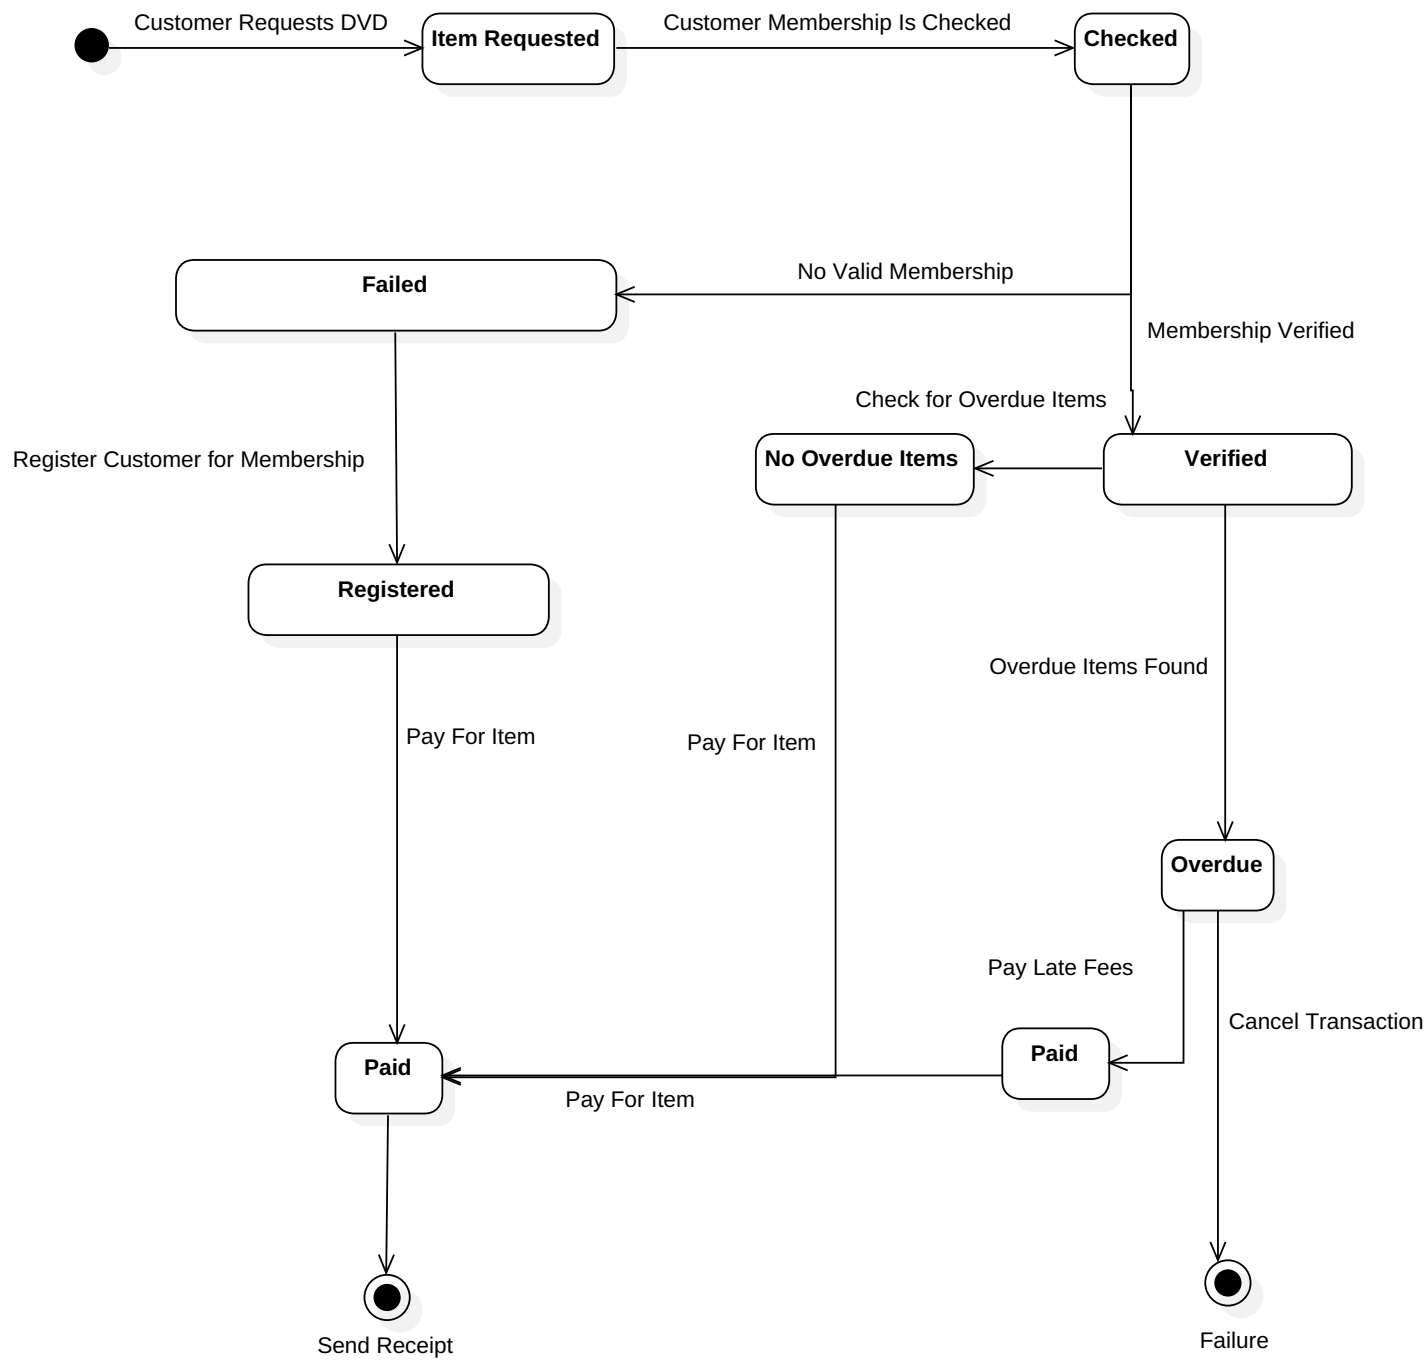 Customer Requests DVD
Item Requested
Customer Membership Is Checked
Checked
No Valid Membership
Failed
Membership Verified
Check for Overdue Items
Register Customer for Membership
No Overdue Items
Verified
Registered
Overdue Items Found
Pay For Item
Pay For Item
Overdue
Pay Late Fees
Cancel Transaction
Paid
Paid
Pay For Item
Send Receipt
Failure